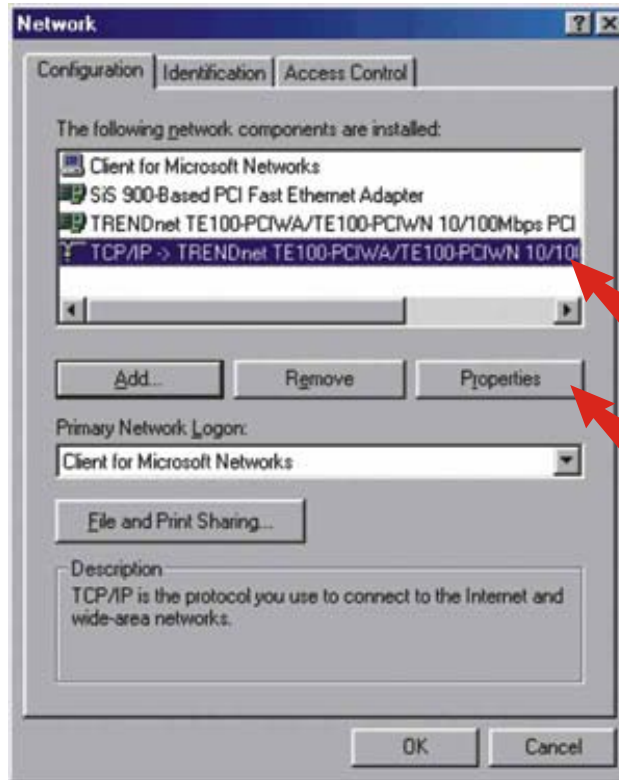 Network
Configuration Identification Access Control
The following network components are installed:
Client for Microsoft Networks
SiS 900-Based PCI Fast Ethernet Adapter
TRENDnet TE100-PCIWA/TE100-PCIWN 10/100Mbps PCI
TCP/IP -> TRENDnet TE100-PCIWA/TE100-PCIWN 10/100
Add... Remove Properties
Primary Network Logon:
Client for Microsoft Networks
File and Print Sharing...
Description
TCP/IP is the protocol you use to connect to the Internet and
wide-area networks.
OK Cancel